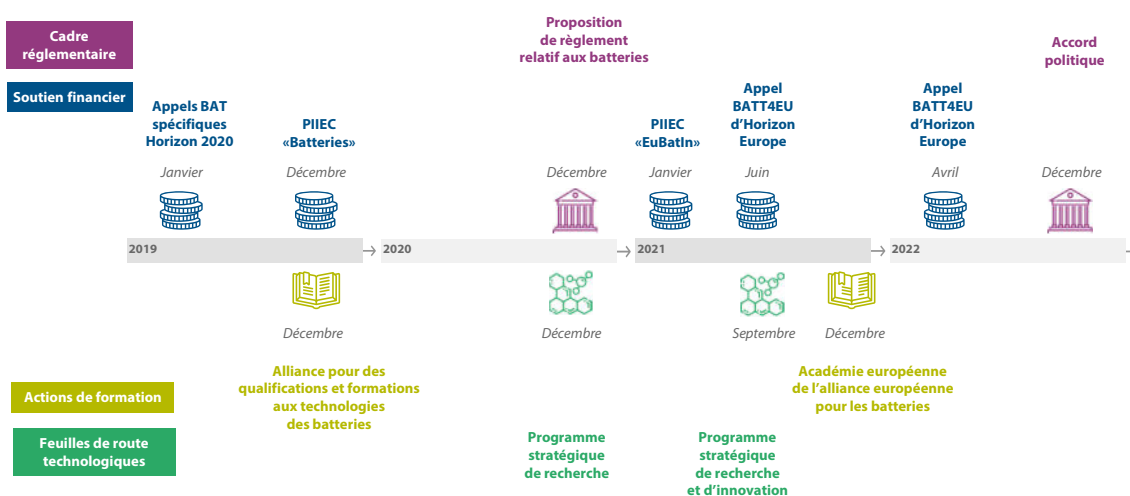 Cadre
réglementaire
Proposition
de règlement
relatif aux batteries
Accord
politique
Soutien financier
Appels BAT
spécifiques
Horizon 2020
PIIEC
«Batteries»
PIIEC
«EuBatIn»
Appel
BATT4EU
d’Horizon
Europe
Appel
BATT4EU
d’Horizon
Europe
Janvier
Décembre
Décembre
Janvier
Juin
Avril
Décembre
2019
2020
2021
2022
Décembre
Décembre
Septembre
Décembre
Actions de formation
Alliance pour des
qualifications et formations
aux technologies
des batteries
Académie européenne
de l’alliance européenne
pour les batteries
Feuilles de route
technologiques
Programme
stratégique
de recherche
Programme
stratégique
de recherche
et d’innovation